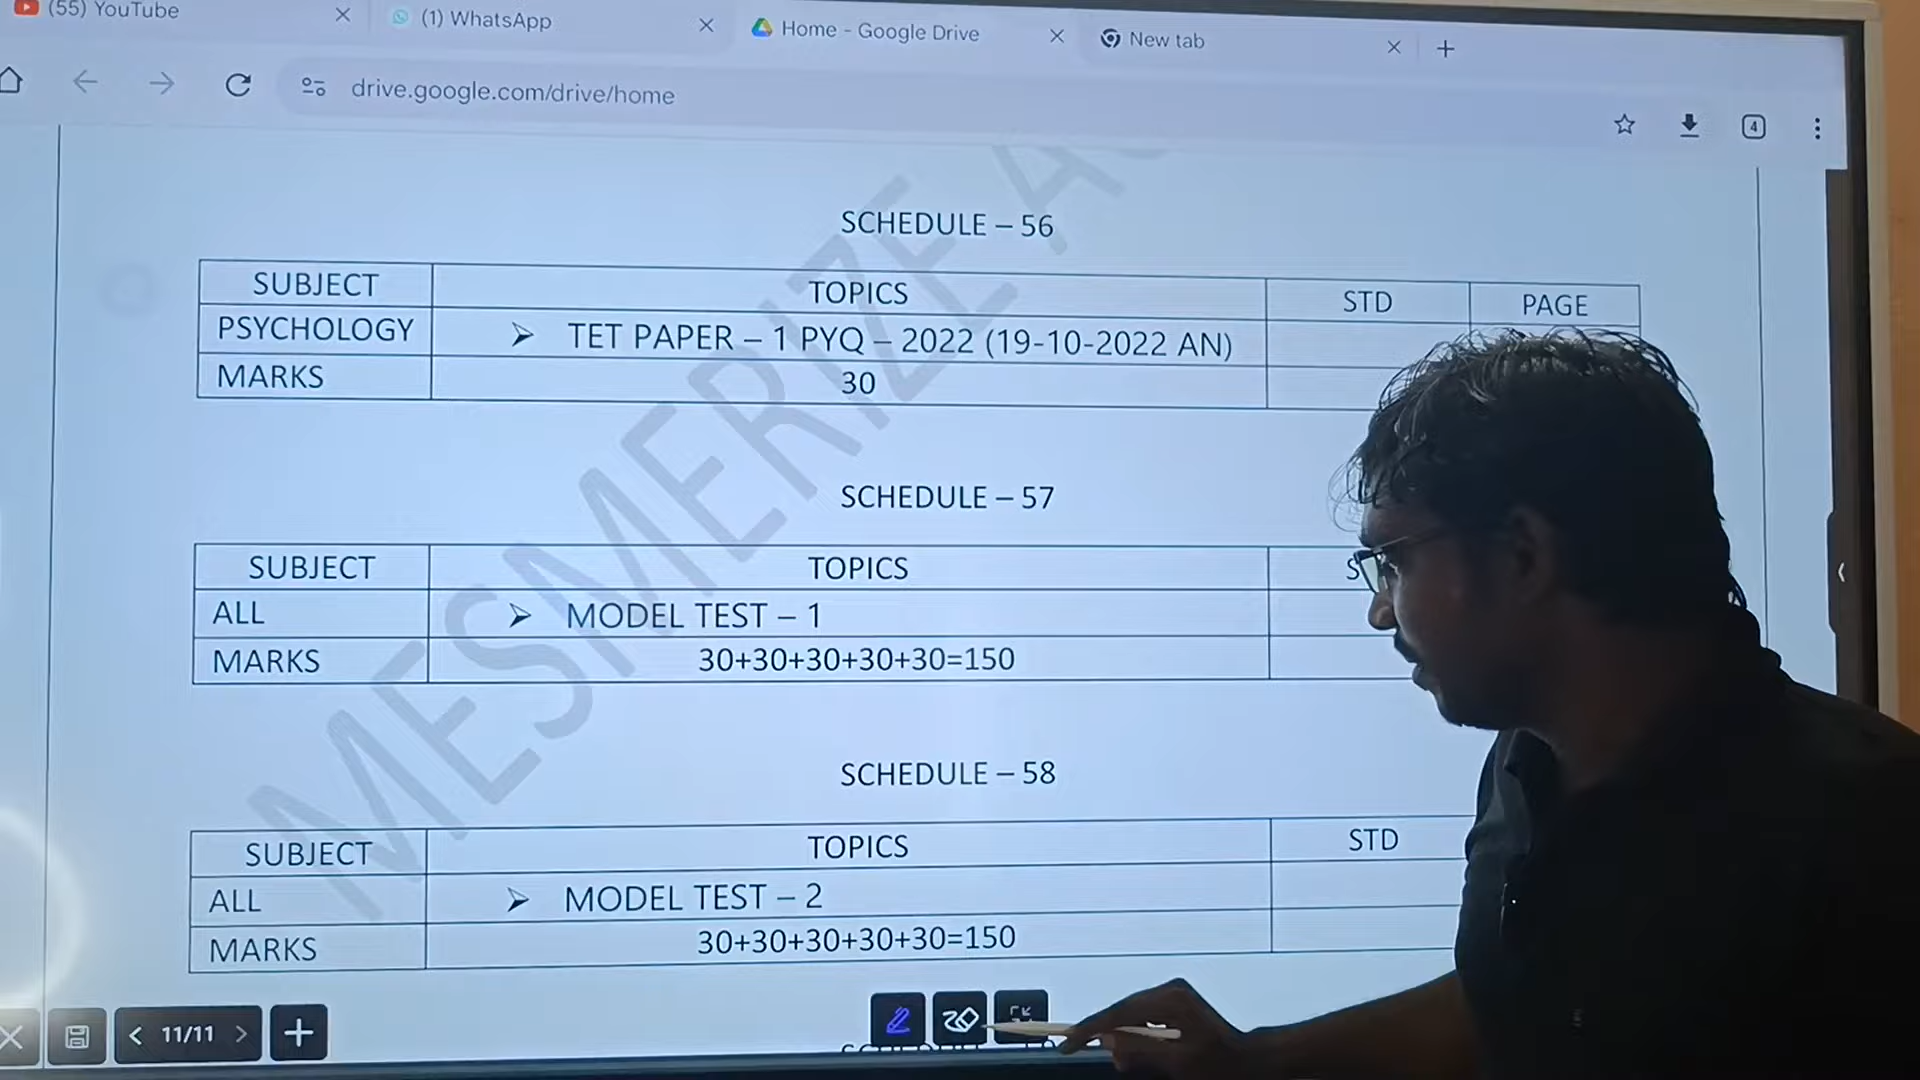 (55) YouTube
(1) WhatsApp
Home - Google Drive
New tab
drive.google.com/drive/home
4
SCHEDULE – 56
SUBJECT TOPICS STD PAGE
PSYCHOLOGY ➤ TET PAPER – 1 PYQ – 2022 (19-10-2022 AN)
MARKS 30
SCHEDULE – 57
SUBJECT TOPICS
ALL ➤ MODEL TEST – 1
MARKS 30+30+30+30+30=150
SCHEDULE – 58
SUBJECT TOPICS STD
ALL ➤ MODEL TEST – 2
MARKS 30+30+30+30+30=150
MESMERIZE
11/11